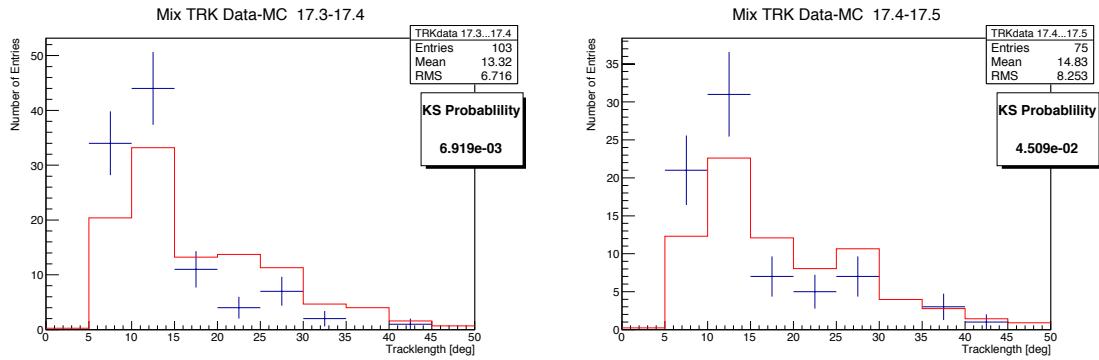 Mix TRK Data-MC 17.3-17.4
TRKdata 17.3...17.4
Entries 103
Mean 13.32
RMS 6.716
KS Probablility
6.919e-03
Number of Entries
50
40
30
20
10
0
0 5 10 15 20 25 30 35 40 45 50
Tracklength [deg]
Mix TRK Data-MC 17.4-17.5
TRKdata 17.4...17.5
Entries 75
Mean 14.83
RMS 8.253
KS Probablility
4.509e-02
Number of Entries
35
30
25
20
15
10
5
0
0 5 10 15 20 25 30 35 40 45 50
Tracklength [deg]